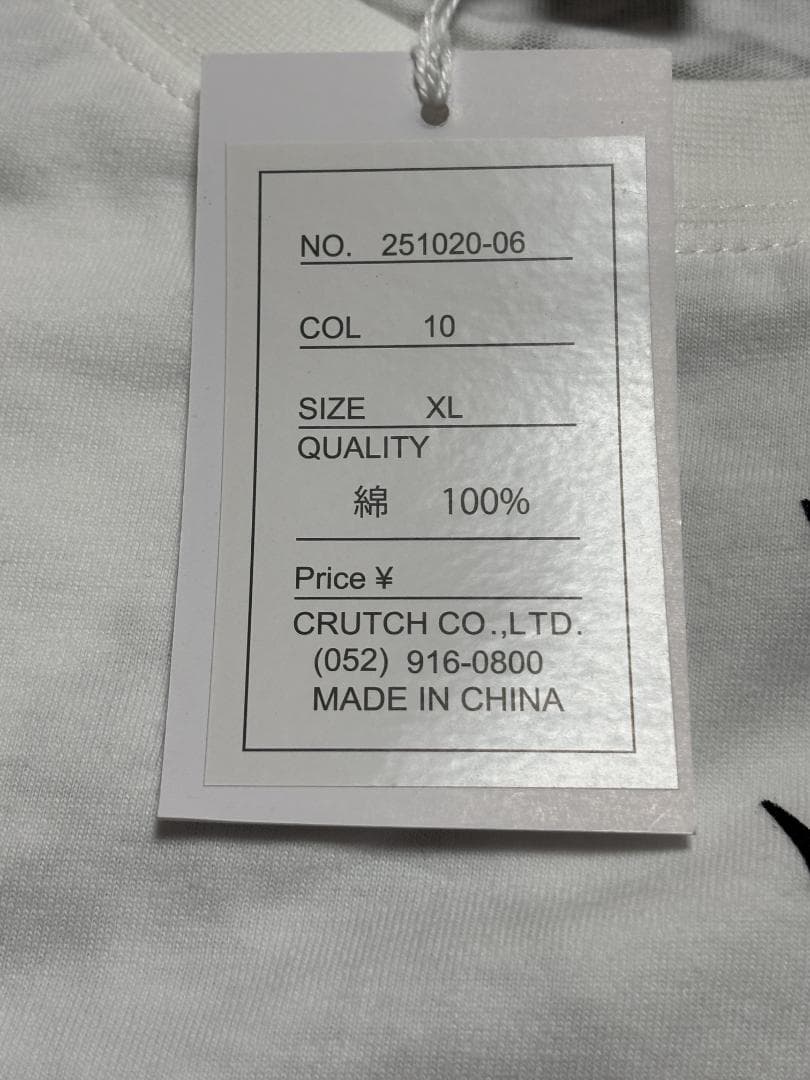 NO. 251020-06
COL 10
SIZE XL
QUALITY
綿 100%
Price ¥
CRUTCH CO.,LTD.
(052) 916-0800
MADE IN CHINA